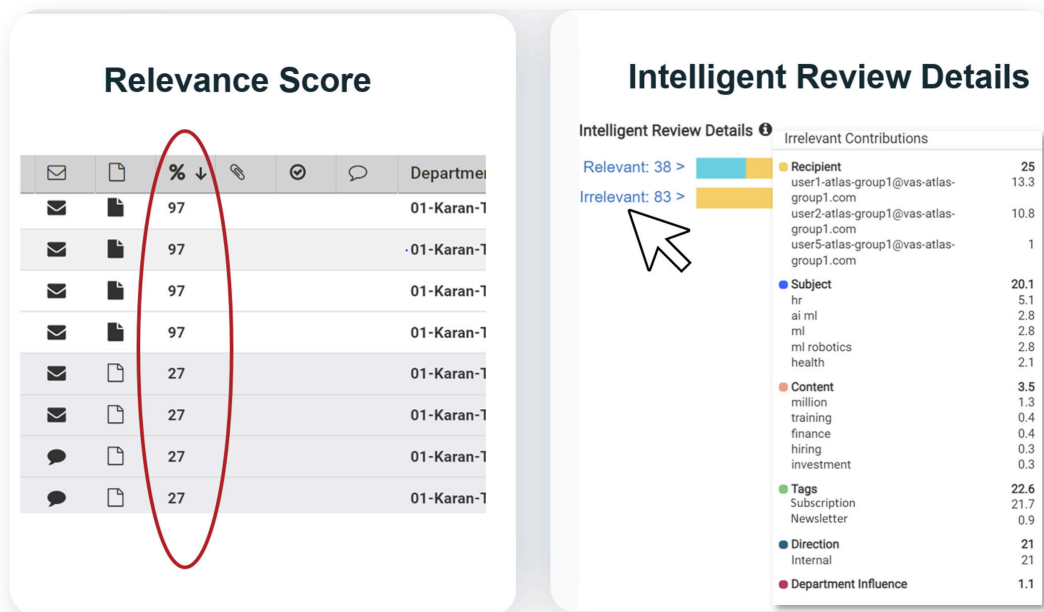 Relevance Score
% ↓ Departme
97 01-Karan-T
97 01-Karan-T
97 01-Karan-T
97 01-Karan-T
27 01-Karan-T
27 01-Karan-T
27 01-Karan-T
27 01-Karan-T
Intelligent Review Details
Intelligent Review Details
Relevant: 38 >
Irrelevant: 83 >
Irrelevant Contributions
Recipient 25
user1-atlas-group1@vas-atlas- 13.3
group1.com
user2-atlas-group1@vas-atlas- 10.8
group1.com
user5-atlas-group1@vas-atlas- 1
group1.com
Subject 20.1
hr 5.1
ai ml 2.8
ml 2.8
ml robotics 2.8
health 2.1
Content 3.5
million 1.3
training 0.4
finance 0.4
hiring 0.3
investment 0.3
Tags 22.6
Subscription 21.7
Newsletter 0.9
Direction 21
Internal 21
Department Influence 1.1